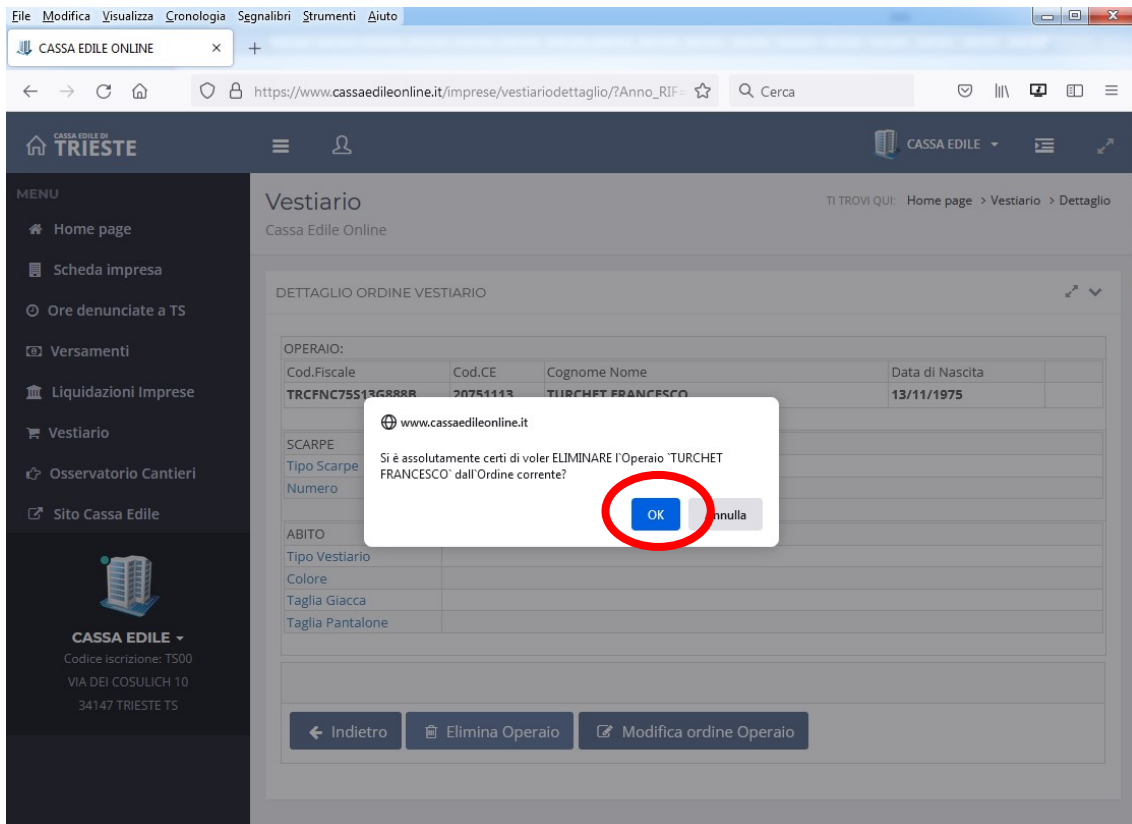 File Modifica Visualizza Cronologia Segnalibri Strumenti Aiuto
CASSA EDILE ONLINE
https://www.cassaedileonline.it/imprese/vestiariodettaglio/?Anno_RIF=
Cerca
CASSA EDILE DI
TRIESTE
CASSA EDILE
MENU
Home page
Scheda impresa
Ore denunciate a TS
Versamenti
Liquidazioni Imprese
Vestiario
Osservatorio Cantieri
Sito Cassa Edile
CASSA EDILE
Codice iscrizione: TS00
VIA DEI COSULICH 10
34147 TRIESTE TS
Vestiario
Cassa Edile Online
TI TROVI QUI: Home page > Vestiario > Dettaglio
DETTAGLIO ORDINE VESTIARIO
OPERAIO:
Cod.Fiscale Cod.CE Cognome Nome Data di Nascita
TRCFNC75S13G888B 20751113 TURCHET FRANCESCO 13/11/1975
SCARPE
Tipo Scarpe
Numero
ABITO
Tipo Vestiario
Colore
Taglia Giacca
Taglia Pantalone
www.cassaedileonline.it
Si è assolutamente certi di voler ELIMINARE l`Operaio `TURCHET
FRANCESCO` dall`Ordine corrente?
OK
nnulla
Indietro
Elimina Operaio
Modifica ordine Operaio